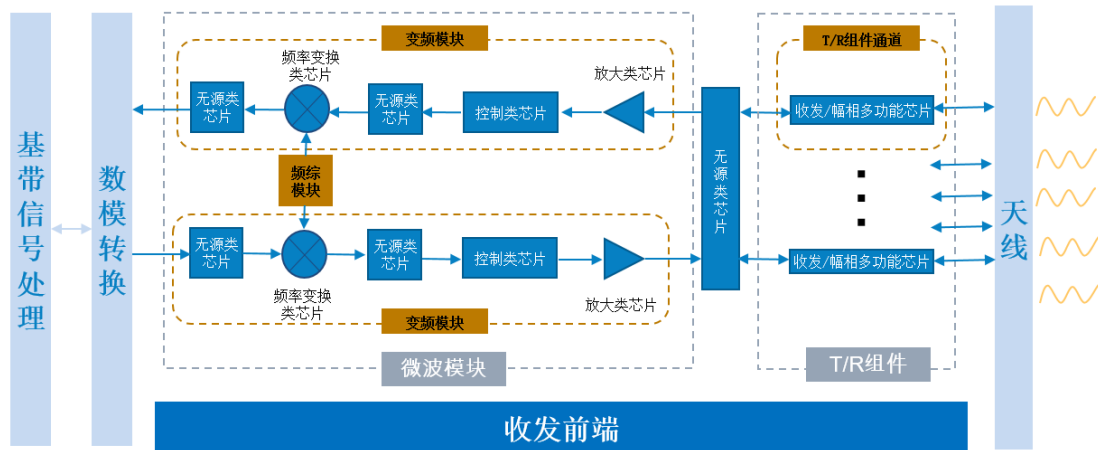 基带信号处理
数模转换
变频模块
频率变换
类芯片
放大类芯片
无源类
芯片
无源类
芯片
控制类芯片
频综
模块
无源类
芯片
无源类
芯片
控制类芯片
频率变换
类芯片
放大类芯片
变频模块
微波模块
无源类芯片
T/R组件通道
收发/幅相多功能芯片
收发/幅相多功能芯片
T/R组件
天线
收发前端